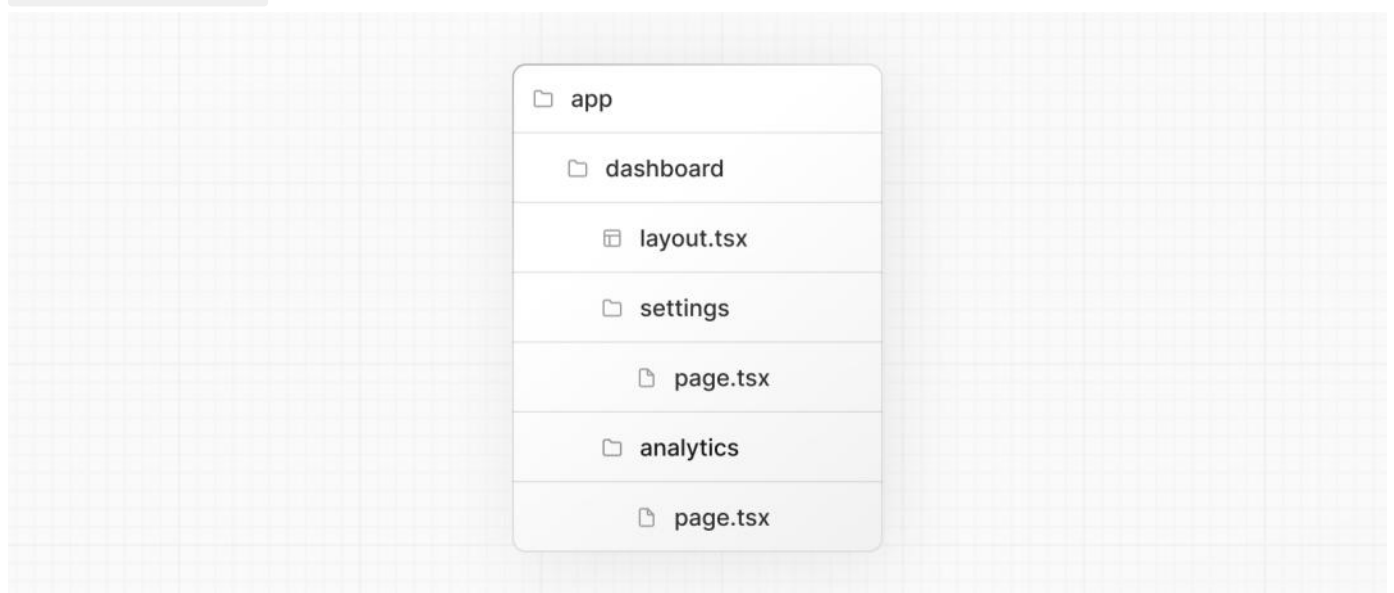 app
dashboard
layout.tsx
settings
page.tsx
analytics
page.tsx